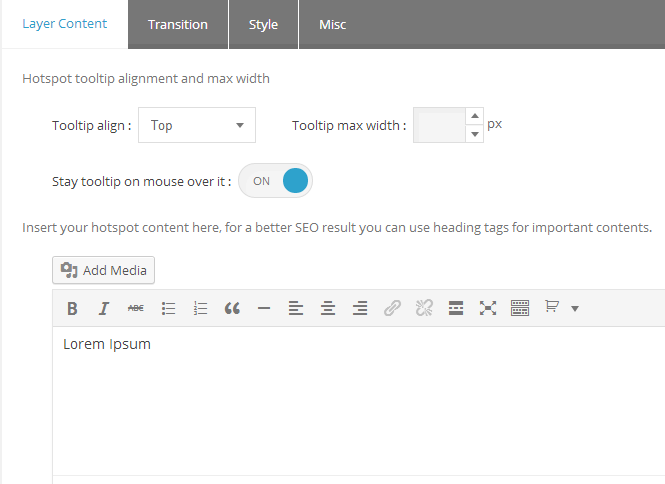 Layer Content Transition Style Misc
Hotspot tooltip alignment and max width
Tooltip align : Top Tooltip max width : px
Stay tooltip on mouse over it : ON
Insert your hotspot content here, for a better SEO result you can use heading tags for important contents.
Add Media
B I ABC
Lorem Ipsum